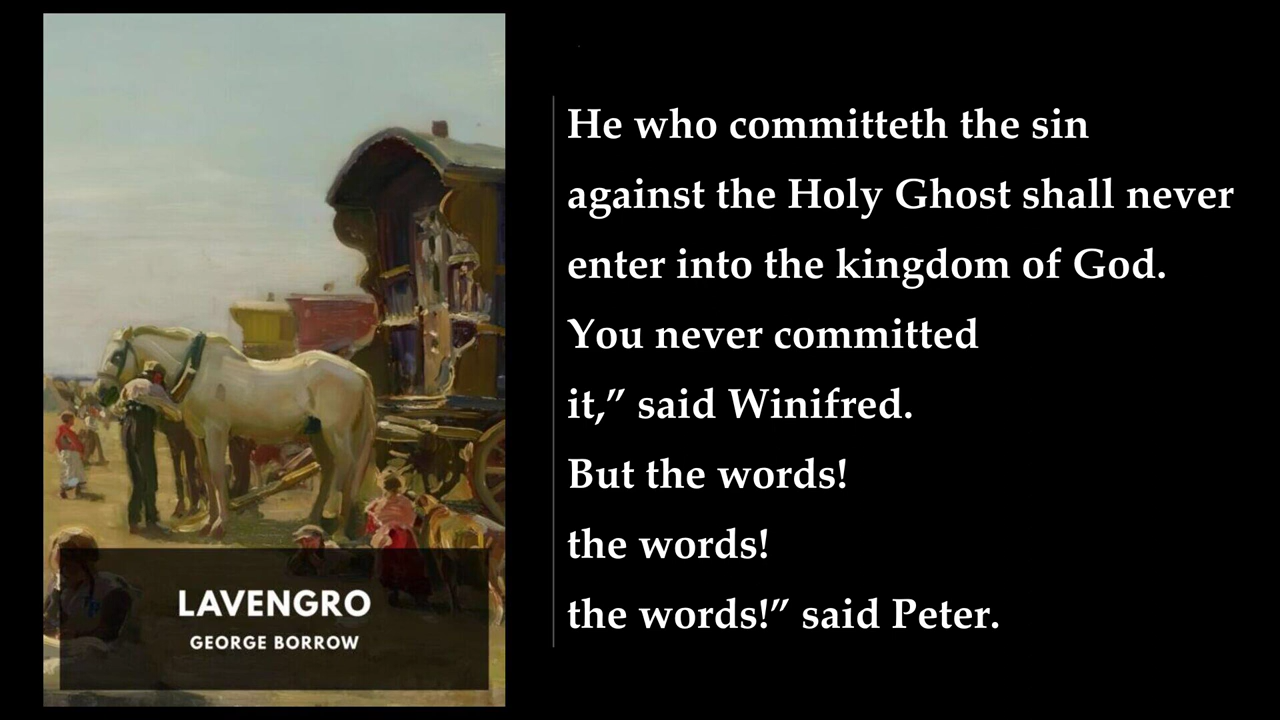 LAVENGRO
GEORGE BORROW
He who committeth the sin
against the Holy Ghost shall never
enter into the kingdom of God.
You never committed
it,” said Winifred.
But the words!
the words!
the words!” said Peter.